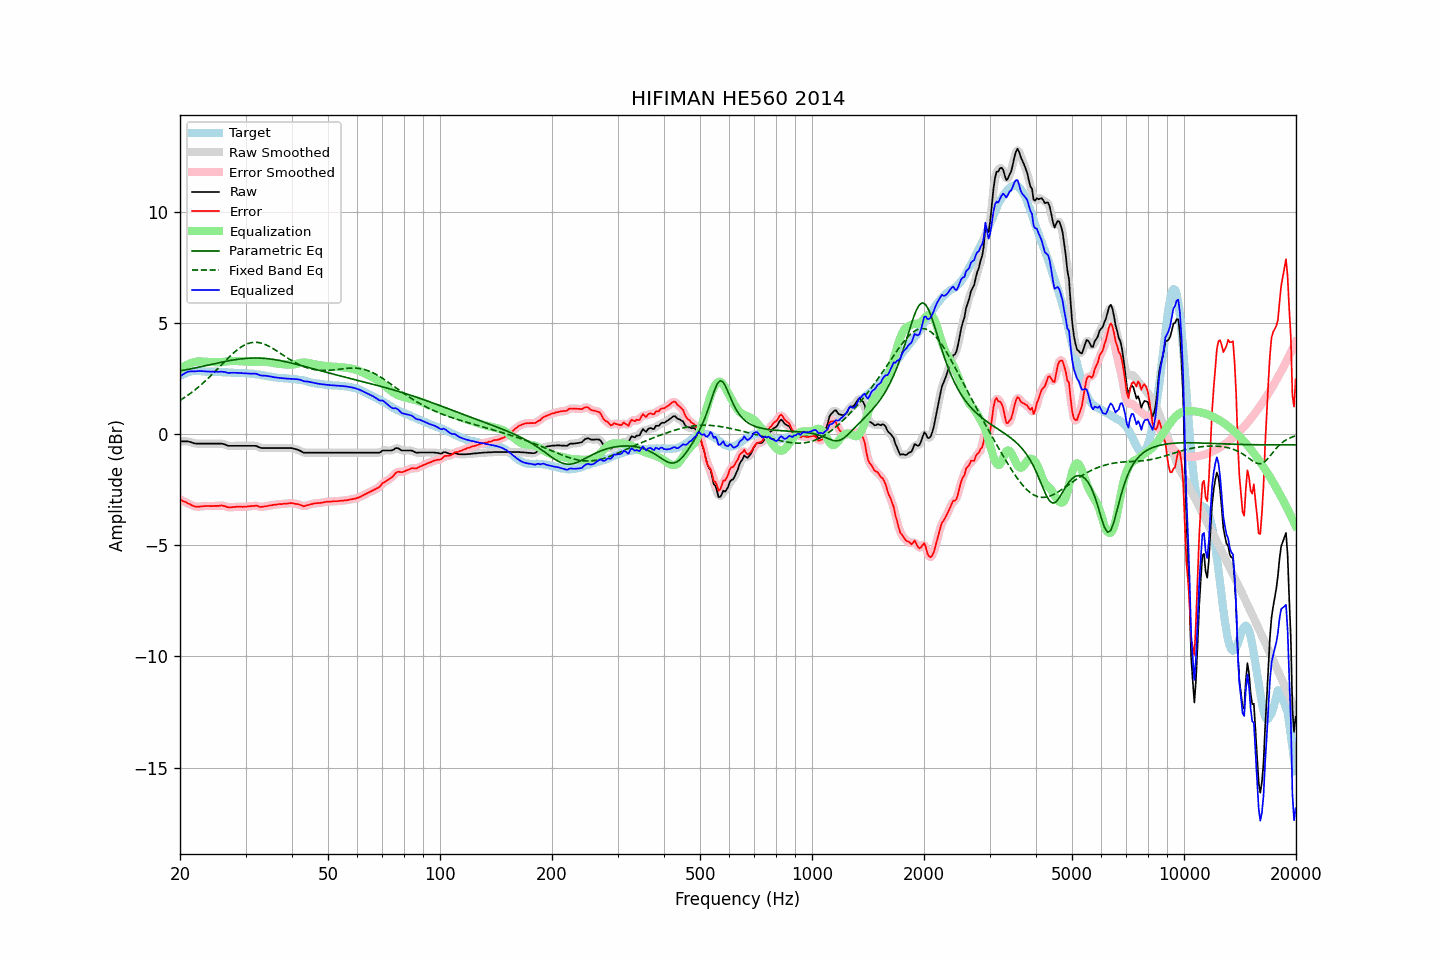 HIFIMAN HE560 2014
Target
Raw Smoothed
Error Smoothed
Raw
Error
Equalization
Parametric Eq
Fixed Band Eq
Equalized
Amplitude (dBr)
10
5
0
−5
−10
−15
20
50
100
200
500
1000
2000
5000
10000
20000
Frequency (Hz)